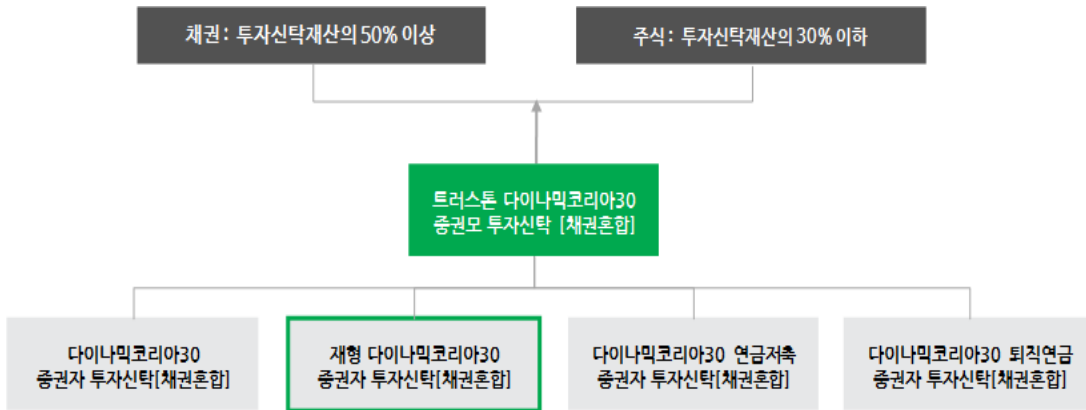 채권 : 투자신탁재산의 50% 이상
주식 : 투자신탁재산의 30% 이하
트러스톤 다이나믹코리아30
증권모 투자신탁 [채권혼합]
다이나믹코리아30
증권자 투자신탁[채권혼합]
재형 다이나믹코리아30
증권자 투자신탁[채권혼합]
다이나믹코리아30 연금저축
증권자 투자신탁[채권혼합]
다이나믹코리아30 퇴직연금
증권자 투자신탁[채권혼합]